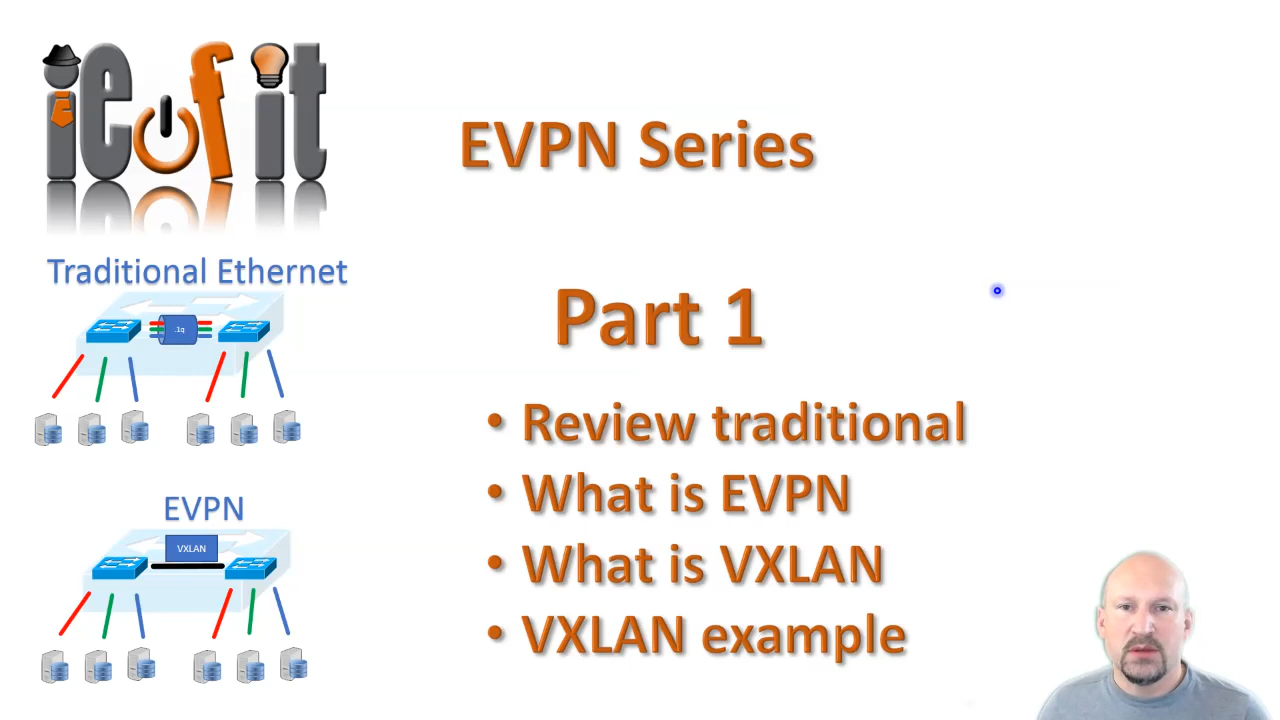 ieofit
EVPN Series
Traditional Ethernet
.1q
Part 1
• Review traditional
• What is EVPN
• What is VXLAN
• VXLAN example
EVPN
VXLAN